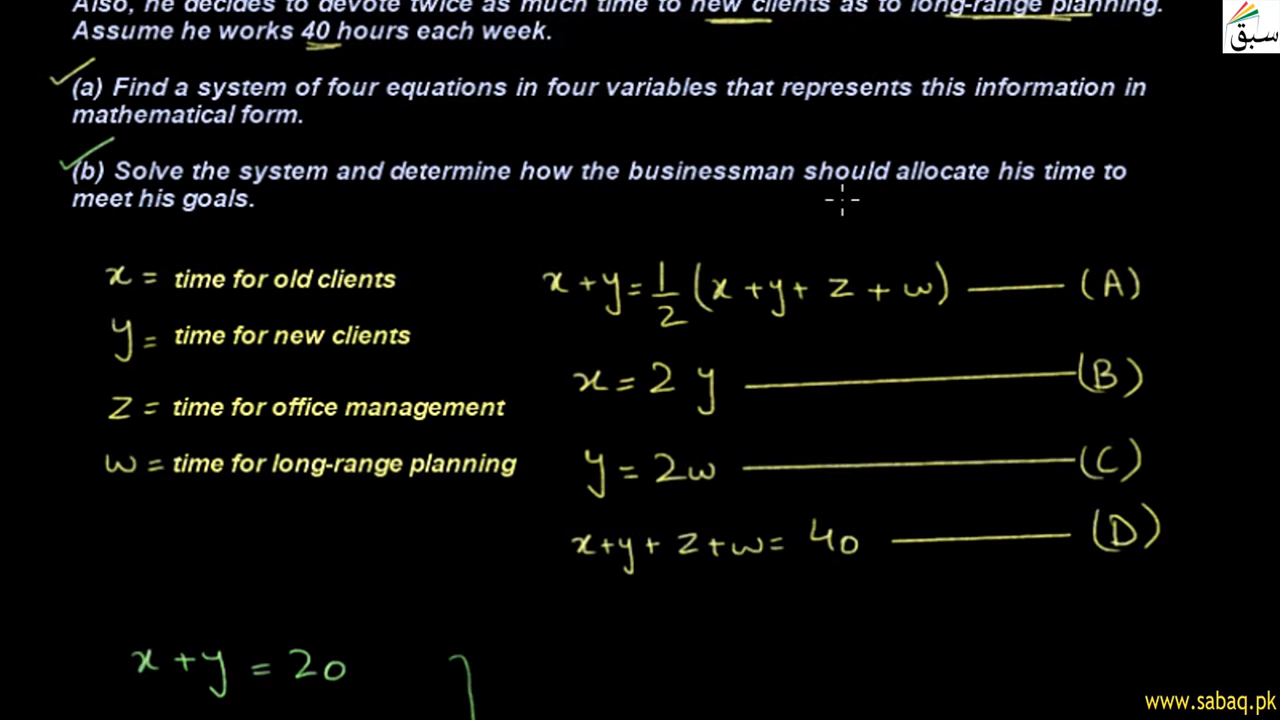 Also, he decides to devote twice as much time to new clients as to long-range planning.
سبق
Assume he works 40 hours each week.
(a) Find a system of four equations in four variables that represents this information in
mathematical form.
(b) Solve the system and determine how the businessman should allocate his time to
meet his goals.
x = time for old clients
y = time for new clients
z = time for office management
w = time for long-range planning
x + y = 1/2 (x + y + z + w) —— (A)
x = 2 y —— (B)
y = 2w —— (C)
x + y + z + w = 40 —— (D)
x + y = 20
www.sabaq.pk